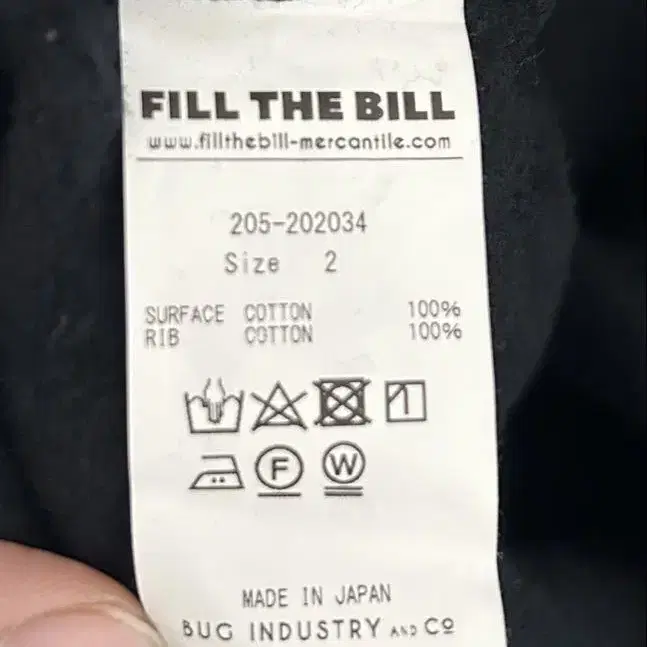 FILL THE BILL
www.fillthebill-mercantile.com
205-202034
Size 2
SURFACE COTTON 100%
RIB COTTON 100%
F W
MADE IN JAPAN
BUG INDUSTRY AND Cº